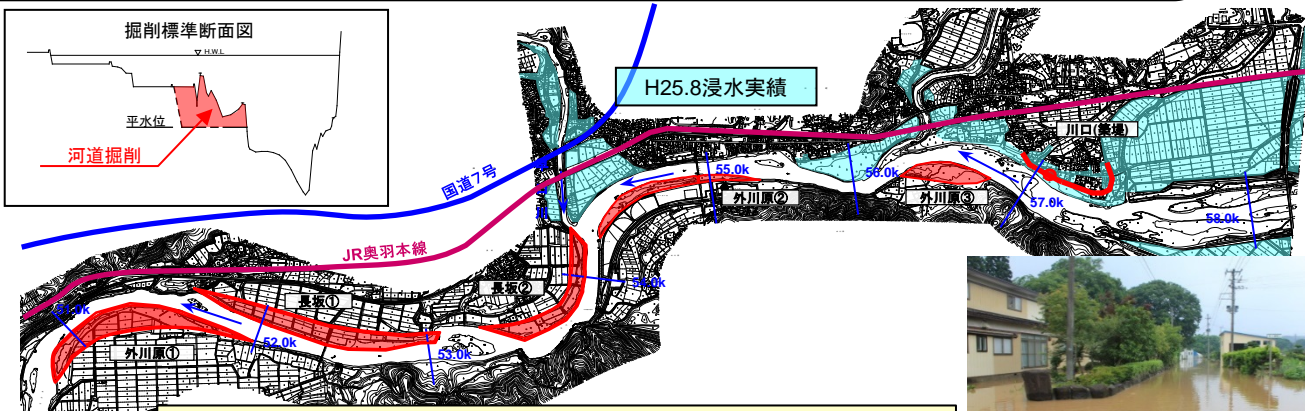 掘削標準断面図
H.W.L
平水位
河道掘削
H25.8浸水実績
川口(築堤)
国道7号
55.0k
56.0k
外川原②
外川原③
57.0k
58.0k
JR奥羽本線
長坂①
長坂②
54.0k
51.0k
52.0k
53.0k
外川原①